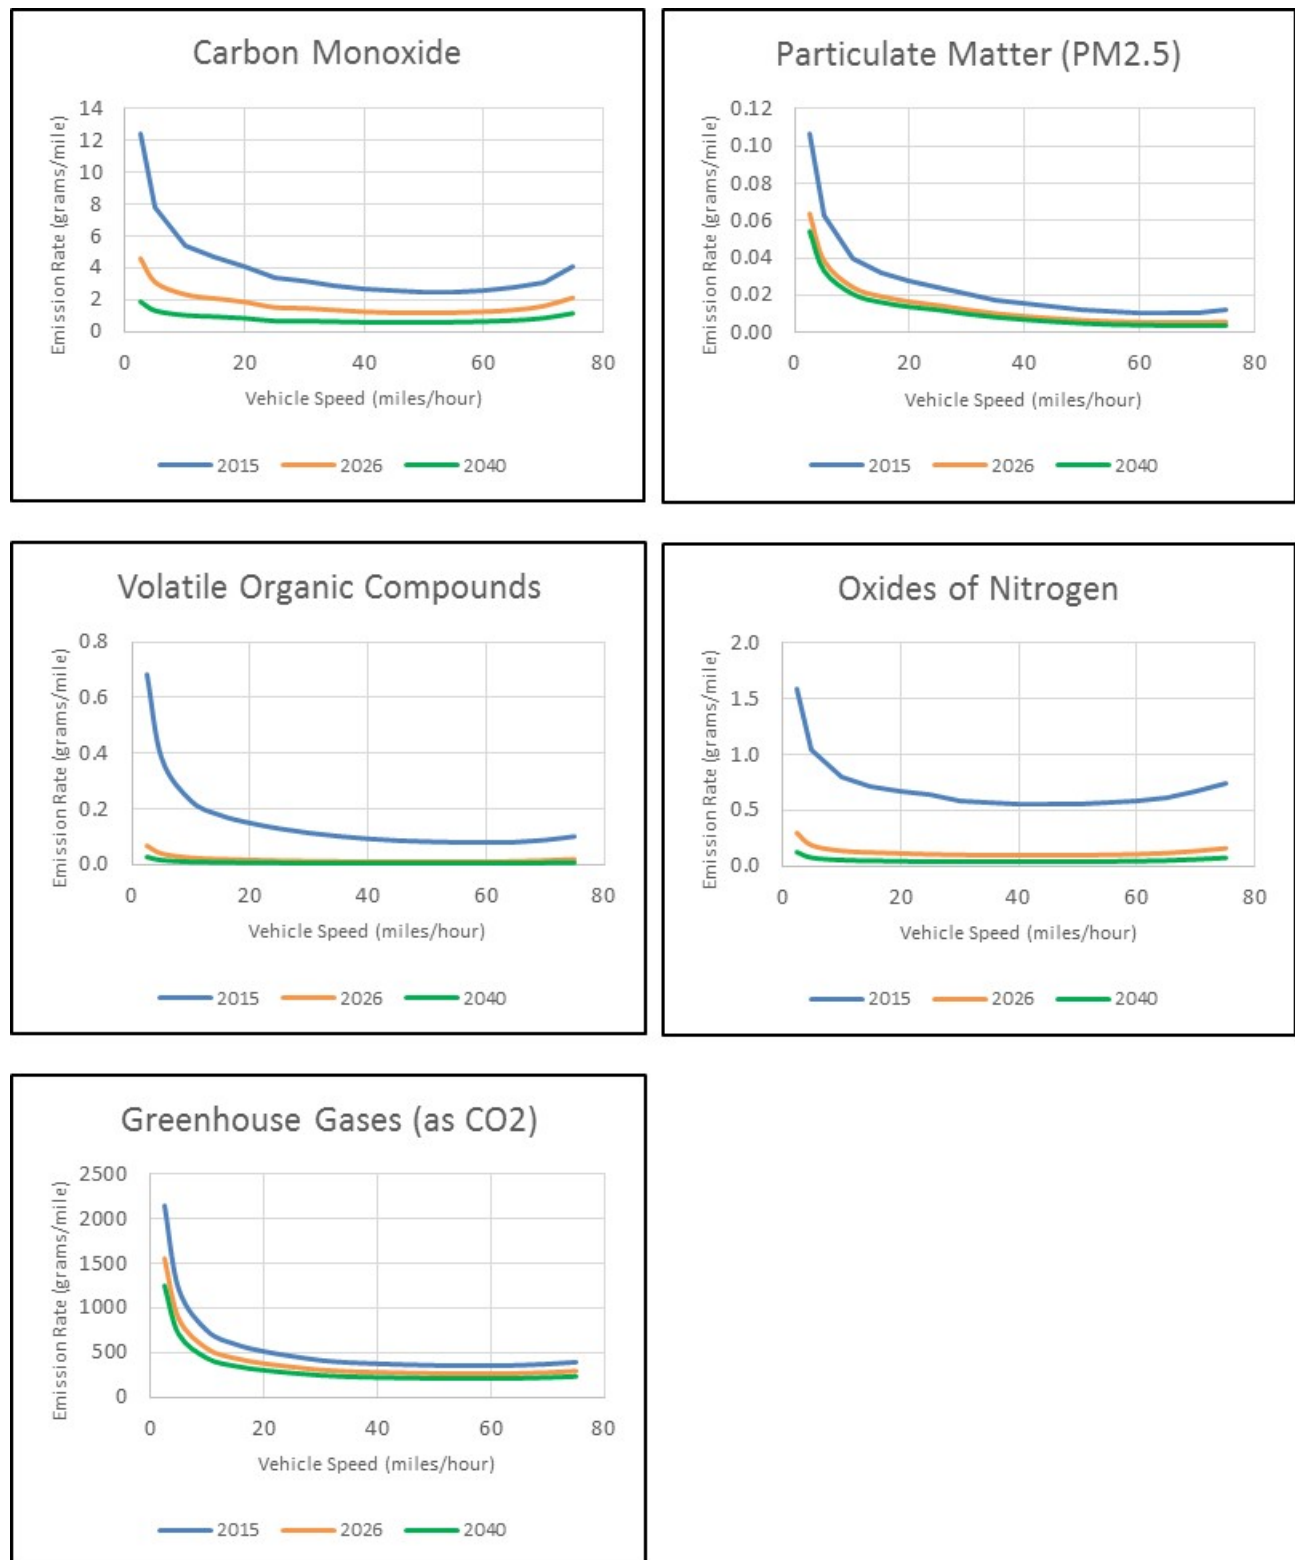 Carbon Monoxide
Emission Rate (grams/mile)
14
12
10
8
6
4
2
0
0 20 40 60 80
Vehicle Speed (miles/hour)
2015 2026 2040
Particulate Matter (PM2.5)
Emission Rate (grams/mile)
0.12
0.10
0.08
0.06
0.04
0.02
0.00
0 20 40 60 80
Vehicle Speed (miles/hour)
2015 2026 2040
Volatile Organic Compounds
Emission Rate (grams/mile)
0.8
0.6
0.4
0.2
0.0
0 20 40 60 80
Vehicle Speed (miles/hour)
2015 2026 2040
Oxides of Nitrogen
Emission Rate (grams/mile)
2.0
1.5
1.0
0.5
0.0
0 20 40 60 80
Vehicle Speed (miles/hour)
2015 2026 2040
Greenhouse Gases (as CO2)
Emission Rate (grams/mile)
2500
2000
1500
1000
500
0
0 20 40 60 80
Vehicle Speed (miles/hour)
2015 2026 2040